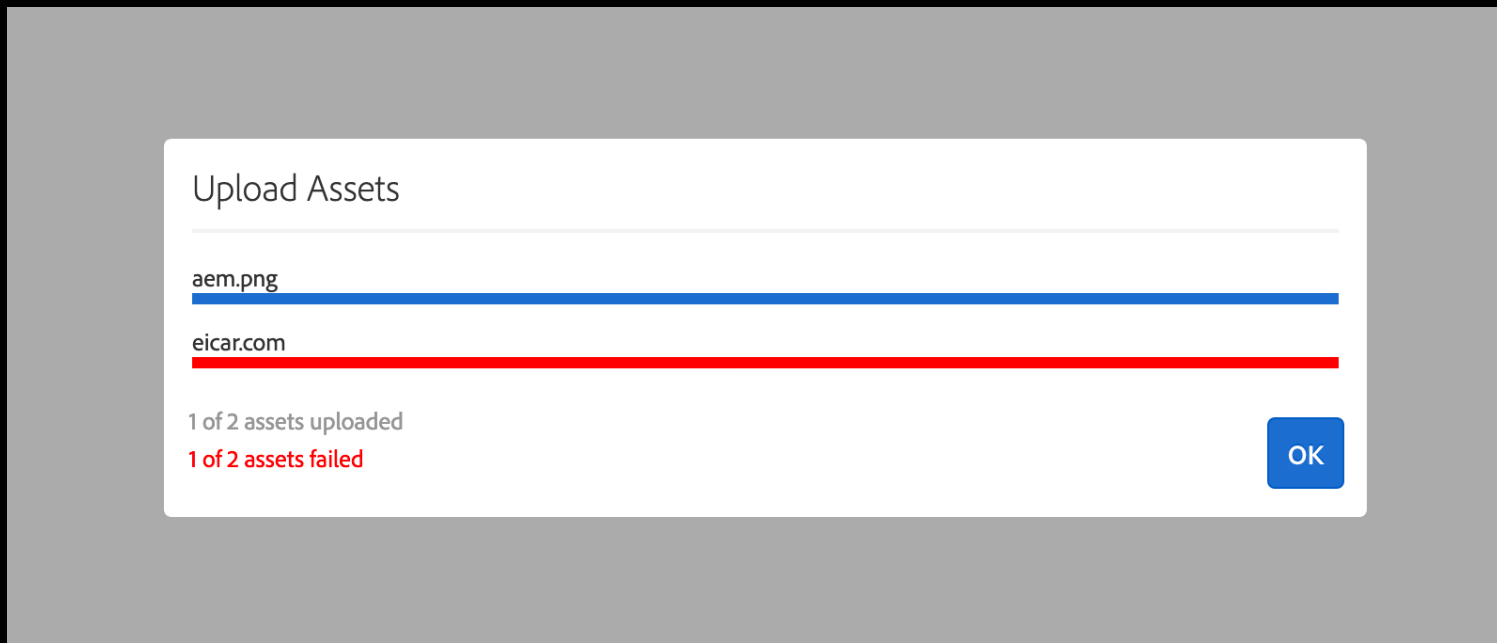 Upload Assets
aem.png
eicar.com
1 of 2 assets uploaded
1 of 2 assets failed
OK